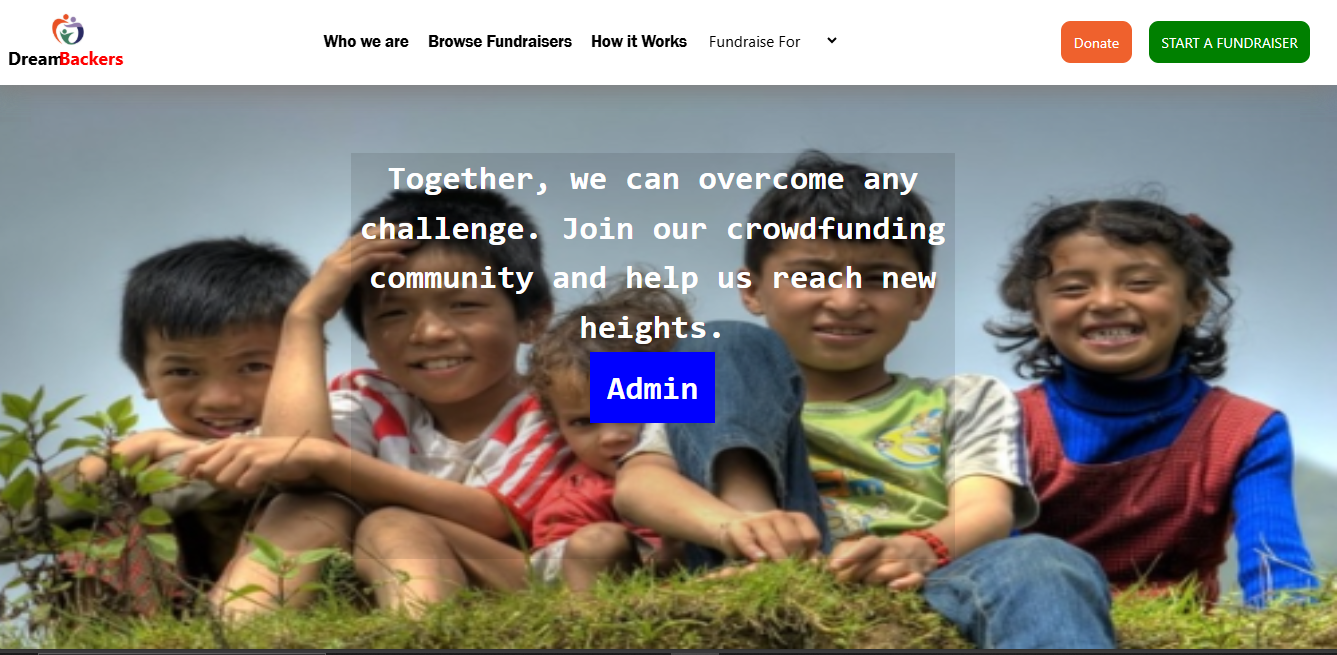 DreamBackers
Who we are
Browse Fundraisers
How it Works
Fundraise For
Donate
START A FUNDRAISER
Together, we can overcome any
challenge. Join our crowdfunding
community and help us reach new
heights.
Admin